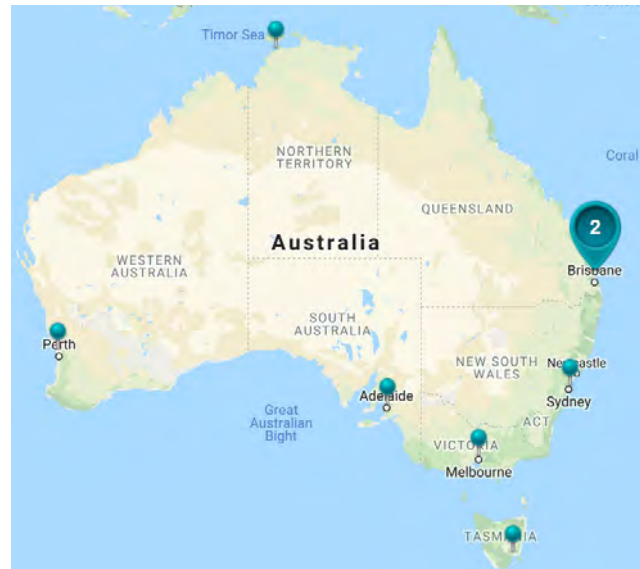 Timor Sea
NORTHERN
TERRITORY
Coral
QUEENSLAND
2
Australia
WESTERN
AUSTRALIA
Brisbane
SOUTH
AUSTRALIA
Perth
NEW SOUTH
WALES
Newcastle
Adelaide
Sydney
Great
Australian
Bight
ACT
VICTORIA
Melbourne
TASMANIA